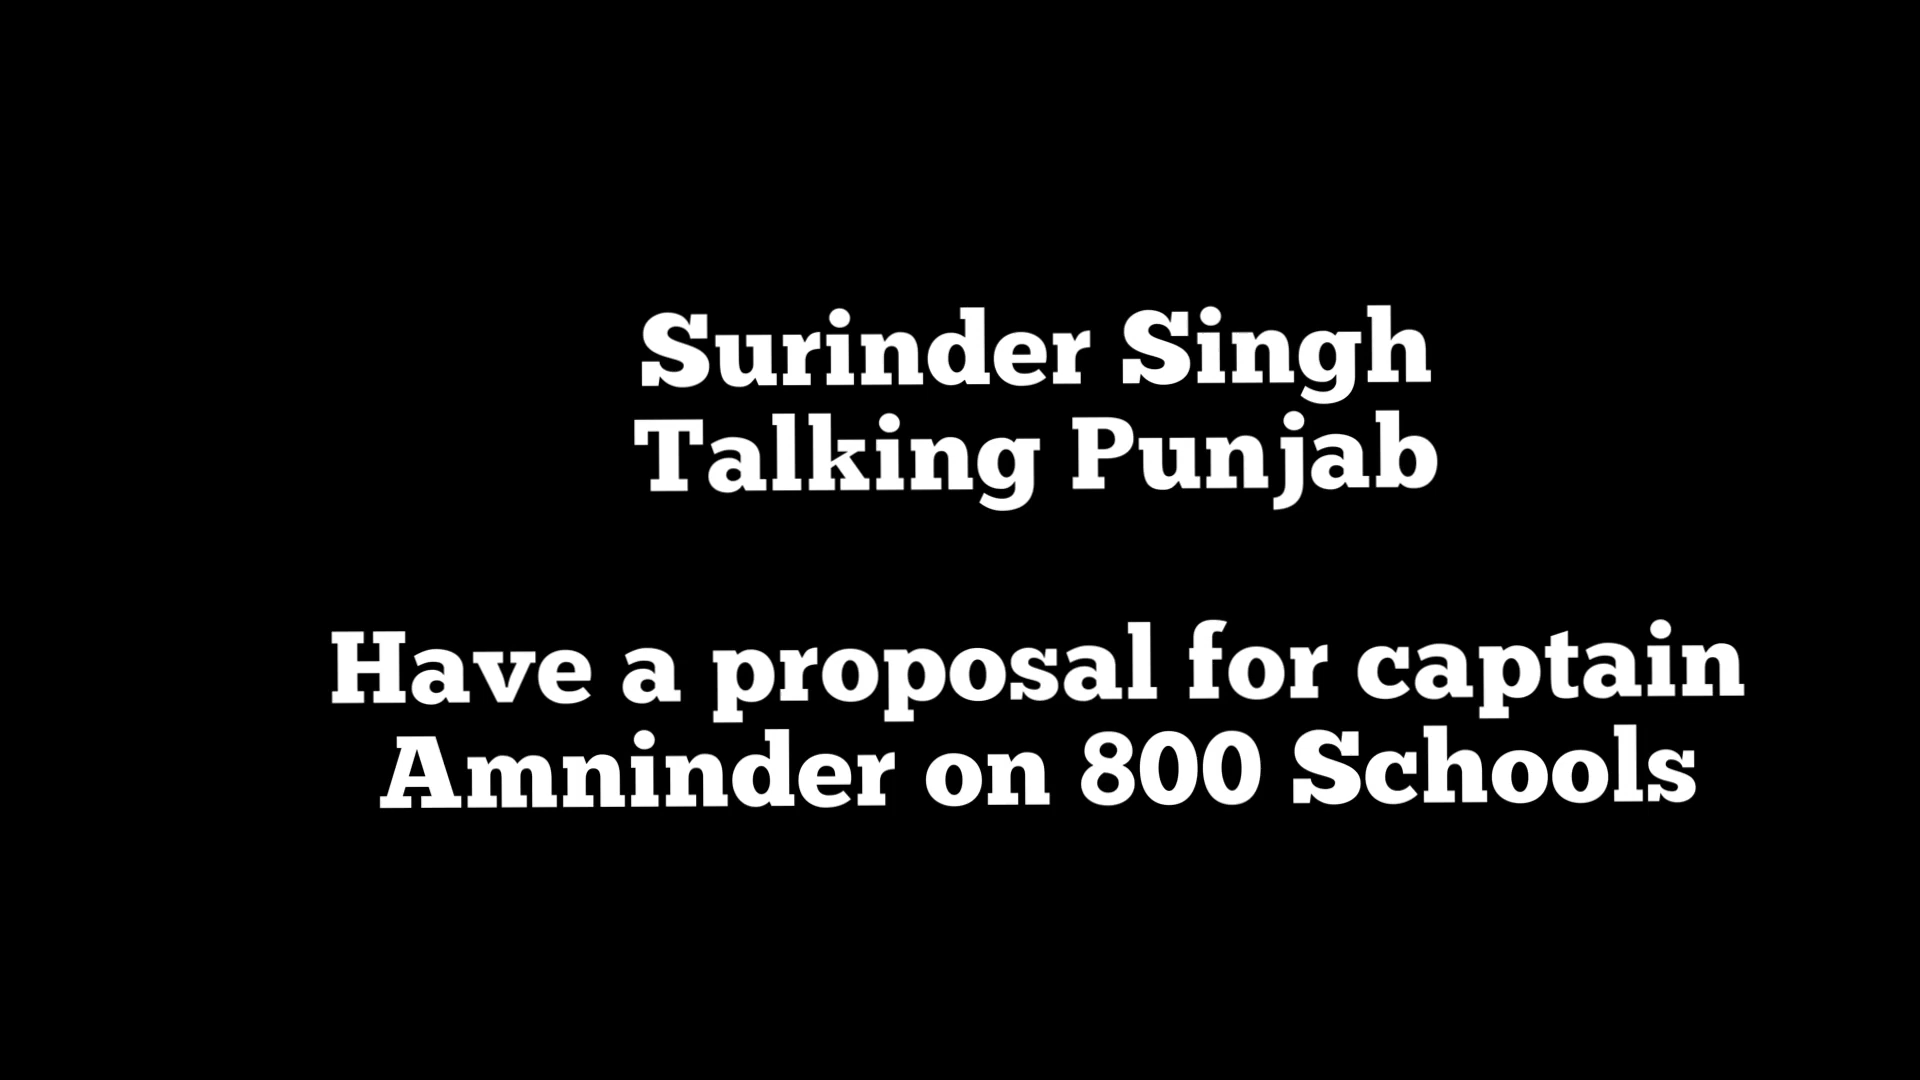 Surinder Singh
Talking Punjab
Have a proposal for captain
Amninder on 800 Schools